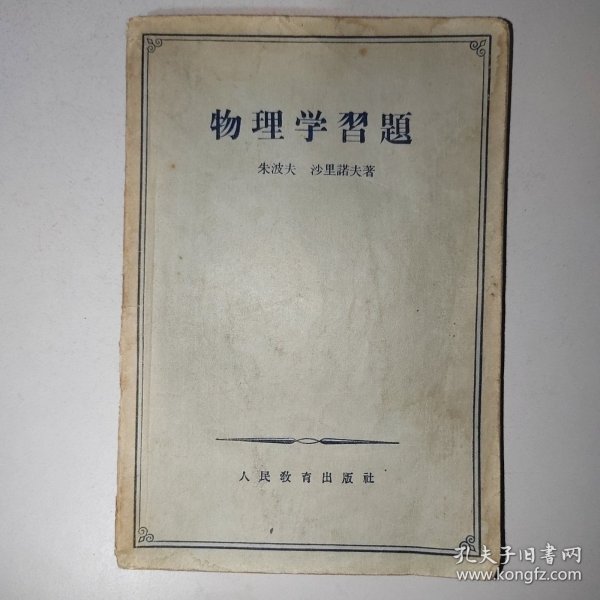 物理学習題
朱波夫 沙里諾夫著
人民敎育出版社
孔夫子旧书网
www.kongfz.com